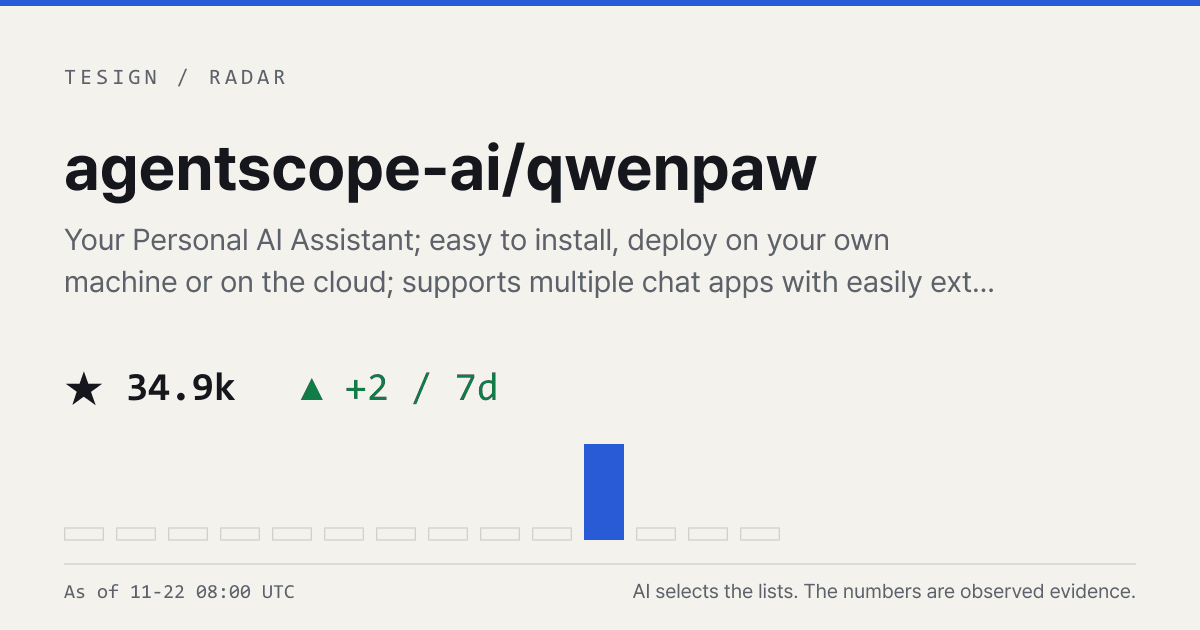 TESIGN / RADAR
agentscope-ai/qwenpaw
Your Personal AI Assistant; easy to install, deploy on your own
machine or on the cloud; supports multiple chat apps with easily ext...
★ 34.9k ▲ +2 / 7d
As of 11-22 08:00 UTC
AI selects the lists. The numbers are observed evidence.